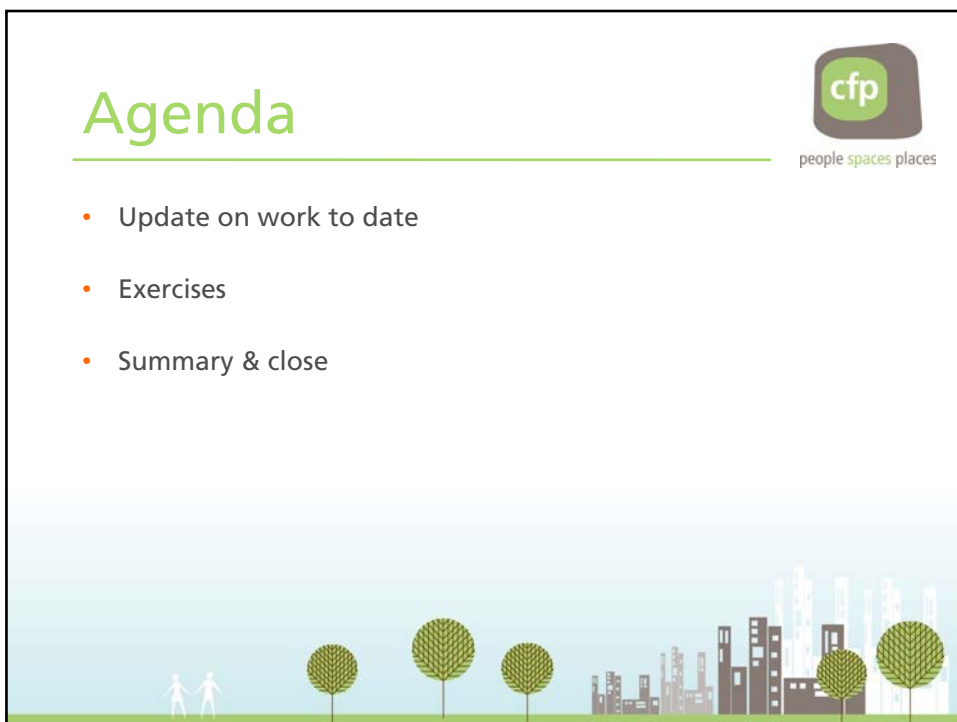 Agenda
cfp
people spaces places
• Update on work to date
• Exercises
• Summary & close